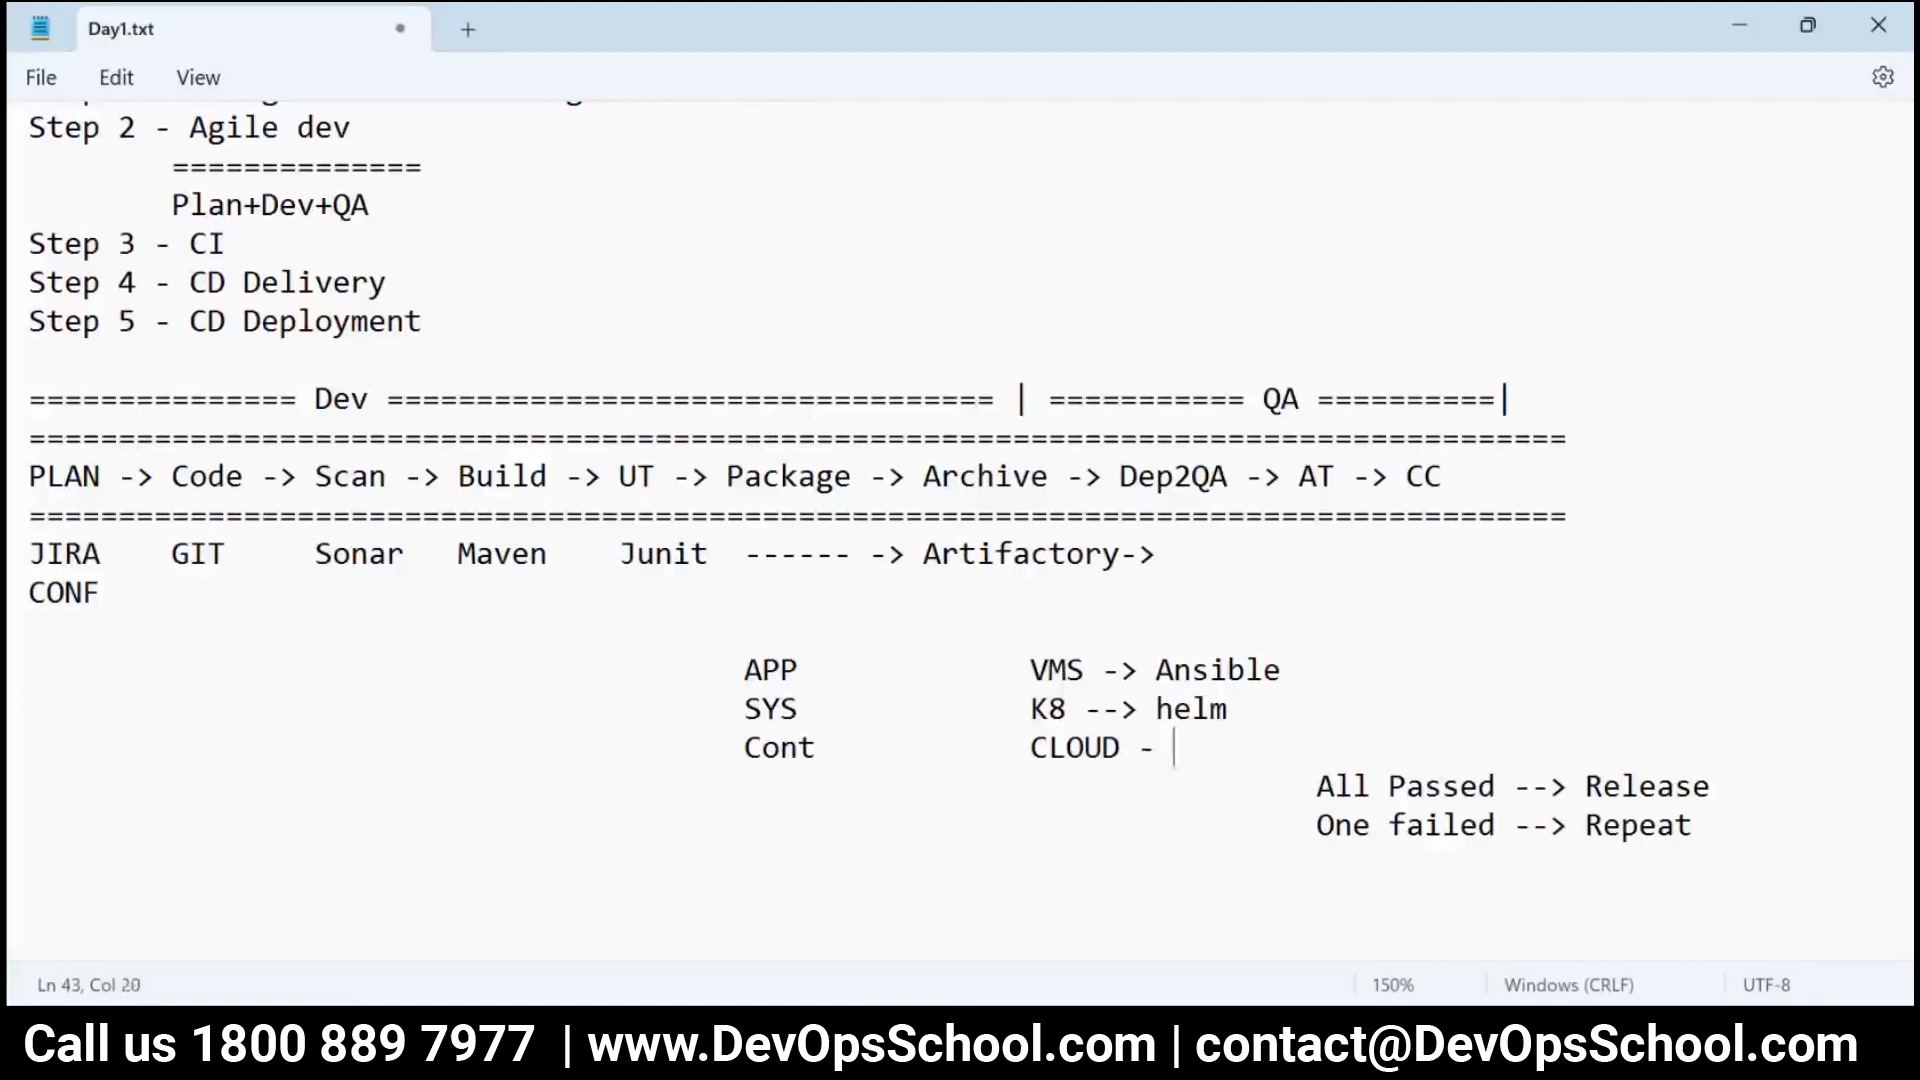 Day1.txt
File Edit View
Step 2 - Agile dev
==============
Plan+Dev+QA
Step 3 - CI
Step 4 - CD Delivery
Step 5 - CD Deployment
=============== Dev ================================== | =========== QA ==========|
======================================================================================
PLAN -> Code -> Scan -> Build -> UT -> Package -> Archive -> Dep2QA -> AT -> CC
======================================================================================
JIRA GIT Sonar Maven Junit ------ -> Artifactory->
CONF
APP VMS -> Ansible
SYS K8 --> helm
Cont CLOUD -
All Passed --> Release
One failed --> Repeat
Ln 43, Col 20 150% Windows (CRLF) UTF-8
Call us 1800 889 7977 | www.DevOpsSchool.com | contact@DevOpsSchool.com